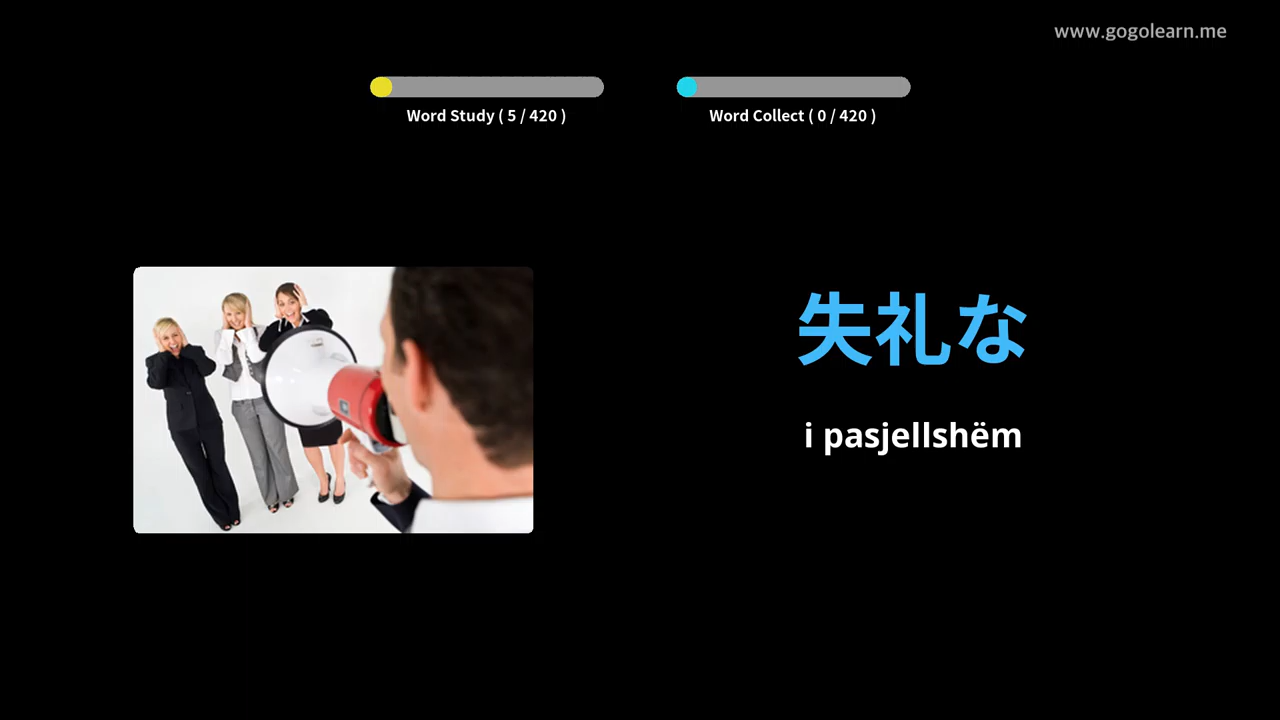 www.gogolearn.me
Word Study ( 5 / 420 )
Word Collect ( 0 / 420 )
失礼な
i pasjellshëm